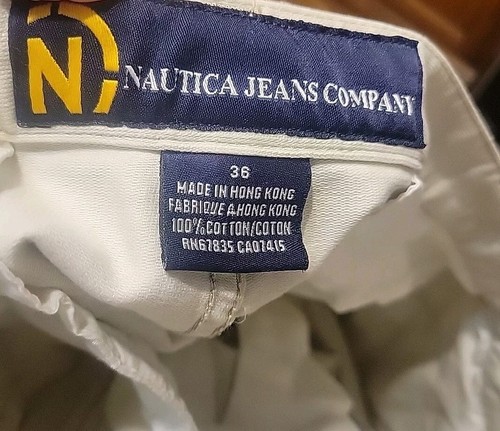 N
NAUTICA JEANS COMPANY
36
MADE IN HONG KONG
FABRIQUE A HONG KONG
100% COTTON/COTON
RN67835 CA07415